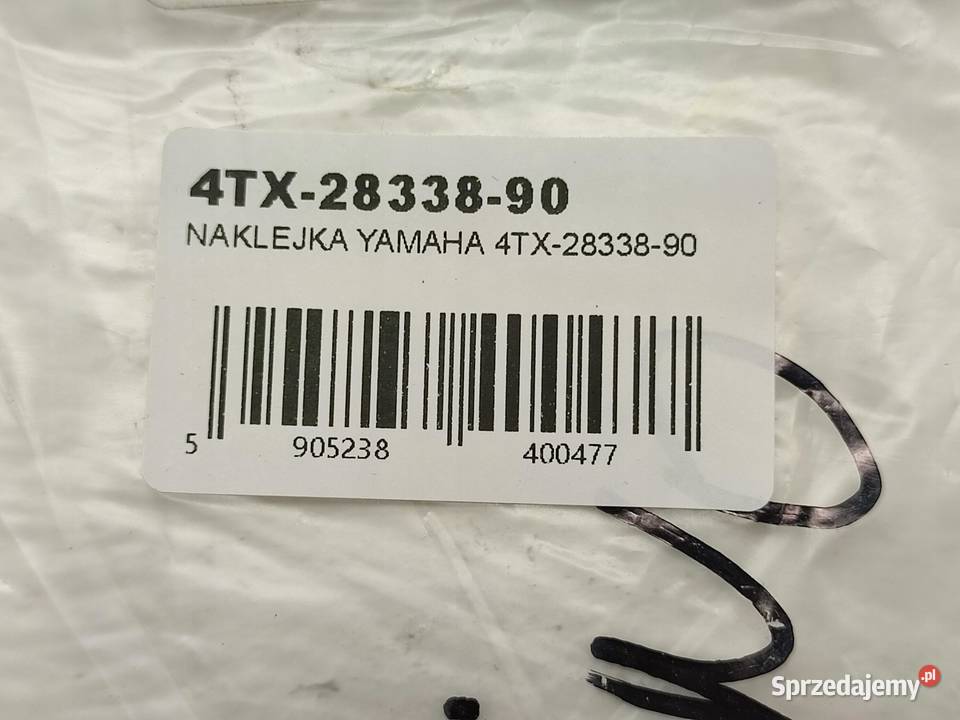 4TX-28338-90
NAKLEJKA YAMAHA 4TX-28338-90
5 905238 400477
Sprzedajemy.pl